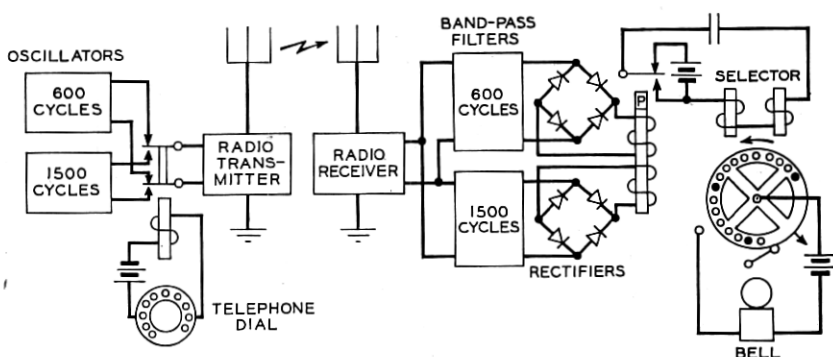 OSCILLATORS
600
CYCLES
1500
CYCLES
RADIO
TRANS-
MITTER
TELEPHONE
DIAL
RADIO
RECEIVER
BAND-PASS
FILTERS
600
CYCLES
1500
CYCLES
RECTIFIERS
P
SELECTOR
BELL